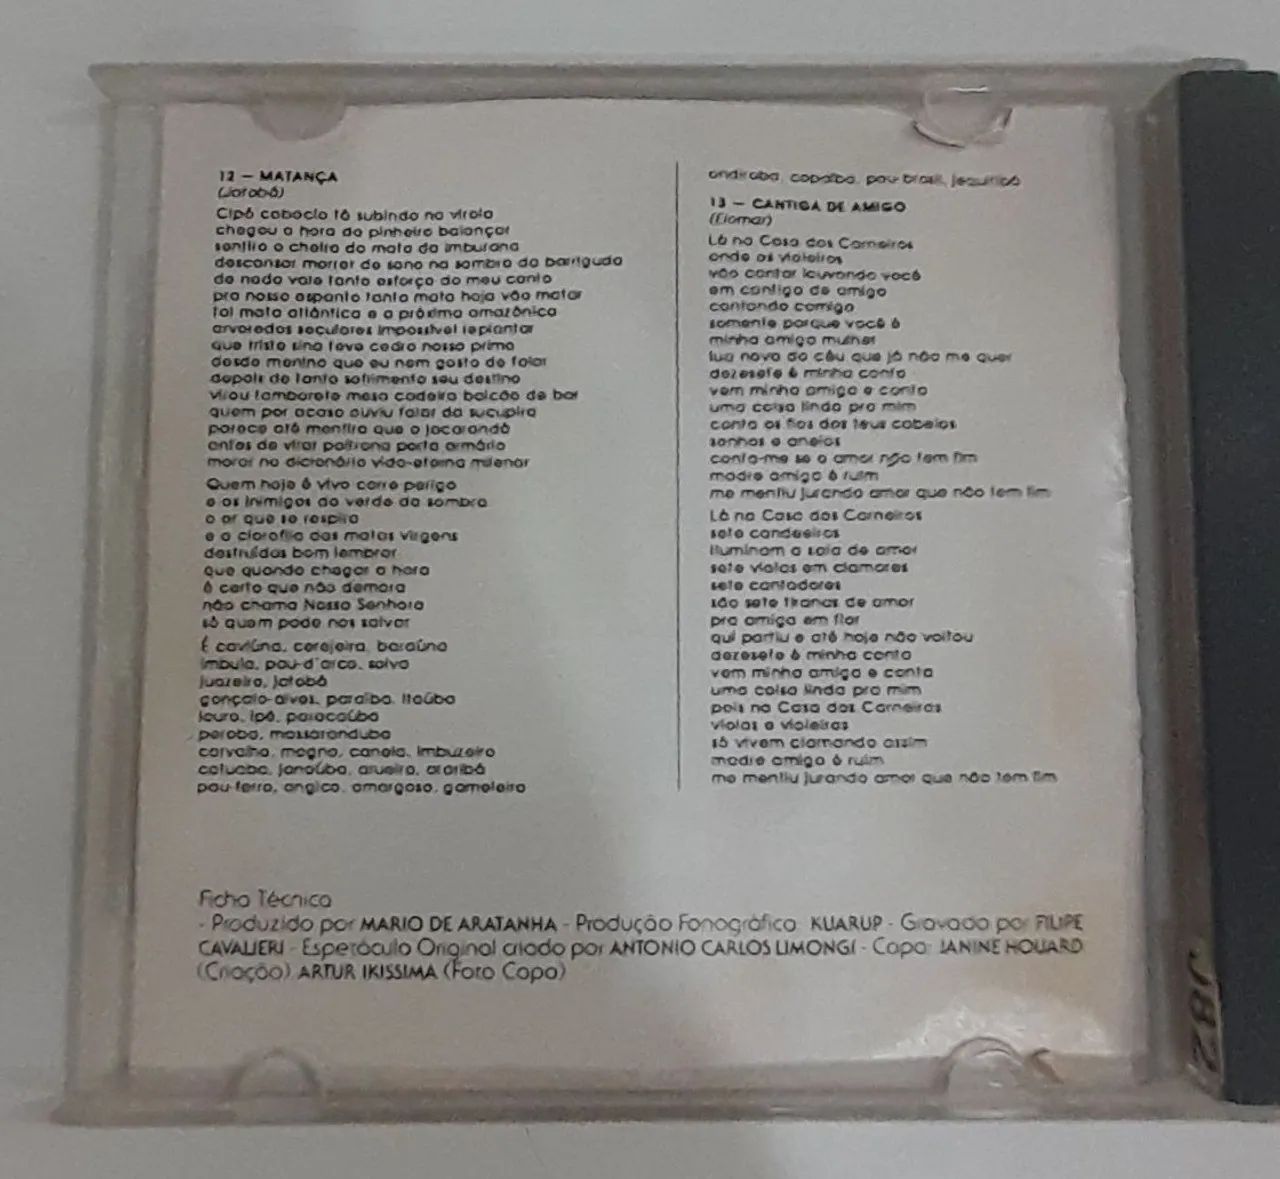 12 — MATANÇA
(Jatobá)
Cipó caboclo tá subindo na virola
chegou a hora do pinheiro balançar
sentiro o cheiro do mato da imburana
descansar morrer de sono na sombra da barriguda
de nada vale tanto esforço do meu canto
pra nosso espanto tanta mata haja vão matar
tal mata atlântica e a próxima amazônica
arvoredos seculares impossível replantar
que triste sina teve cedro nosso primo
desde menino que eu nem gosto de falar
depois de tanto sofrimento seu destino
virou tamborete mesa cadeira balcão de bar
quem por acaso ouviu falar da sucupira
parece até mentira que o jacarandá
antes de virar poltrona porta armário
morar no dicionário vida-eterna milenar
Quem hoje é vivo corre perigo
e os inimigos do verde da sombra
o ar que se respira
e a clorofila das matas virgens
destruídas bom lembrar
que quando chegar a hora
é certo que não demora
não chama Nossa Senhora
só quem pode nos salvar
É caviúna, cerejeira, baraúna
imbuia, pau-d'arco, solva
juazeiro, jatobá
gonçalo-alves, paraíba, itaúba
louro, ipê, paracaúba
peroba, massaranduba
carvalho, mogno, canela, imbuzeiro
catuaba, janaúba, arueira, araribá
pau-ferro, angico, amargoso, gameleira
andiroba, copaíba, pau-brasil, jequitibá
13 — CANTIGA DE AMIGO
(Elomar)
Lá na Casa dos Carneiros
onde os violeiros
vão cantar louvando você
em cantiga de amigo
cantando comigo
somente porque você é
minha amiga mulher
lua nova do céu que já não me quer
dezesete é minha conta
vem minha amiga e conta
uma coisa linda pra mim
conta os fios dos teus cabelos
sonhos e anelos
conta-me se o amor não tem fim
madre amiga é ruim
me mentiu jurando amor que não tem fim
Lá na Casa dos Carneiros
sete candeeiros
iluminam a sala de amor
sete violas em clamores
sete cantadores
são sete tiranas de amor
pra amiga em flor
qui partiu e até hoje não voltou
dezesete é minha conta
vem minha amiga e conta
uma coisa linda pra mim
pois na Casa dos Carneiros
violas e violeiros
só vivem clamando assim
madre amiga é ruim
me mentiu jurando amor que não tem fim
Ficha Técnica
- Produzido por MARIO DE ARATANHA - Produção Fonográfica: KUARUP - Gravado por FILIPE
CAVALIERI - Espetáculo Original criado por ANTONIO CARLOS LIMONGI - Capa: JANINE HOUARD
(Criação) ARTUR IKISSIMA (Foto Capa)